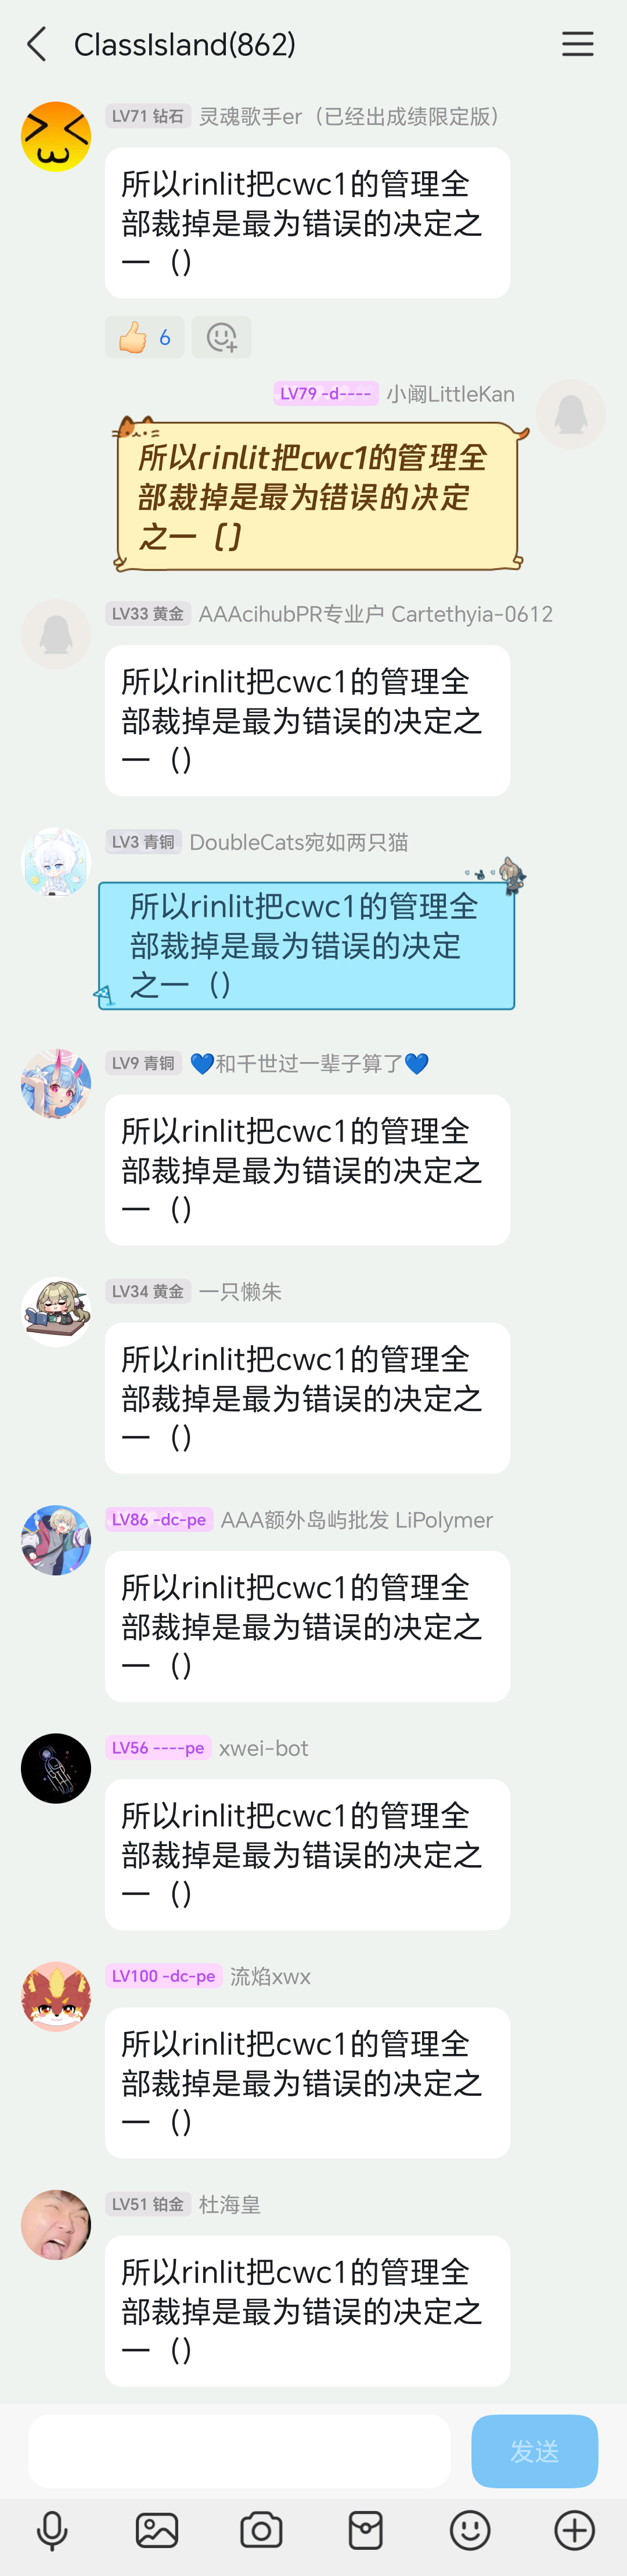 ClassIsland(862)
LV71 钻石 灵魂歌手er（已经出成绩限定版）
所以rinlit把cwc1的管理全
部裁掉是最为错误的决定之
一（）
👍 6
LV79 -d---- 小阚LittleKan
所以rinlit把cwc1的管理全
部裁掉是最为错误的决定
之一（）
LV33 黄金 AAAcihubPR专业户 Cartethyia-0612
所以rinlit把cwc1的管理全
部裁掉是最为错误的决定之
一（）
LV3 青铜 DoubleCats宛如两只猫
所以rinlit把cwc1的管理全
部裁掉是最为错误的决定
之一（）
LV9 青铜 💙和千世过一辈子算了💙
所以rinlit把cwc1的管理全
部裁掉是最为错误的决定之
一（）
LV34 黄金 一只懒朱
所以rinlit把cwc1的管理全
部裁掉是最为错误的决定之
一（）
LV86 -dc-pe AAA额外岛屿批发 LiPolymer
所以rinlit把cwc1的管理全
部裁掉是最为错误的决定之
一（）
LV56 ----pe xwei-bot
所以rinlit把cwc1的管理全
部裁掉是最为错误的决定之
一（）
LV100 -dc-pe 流焰xwx
所以rinlit把cwc1的管理全
部裁掉是最为错误的决定之
一（）
LV51 铂金 杜海皇
所以rinlit把cwc1的管理全
部裁掉是最为错误的决定之
一（）
发送